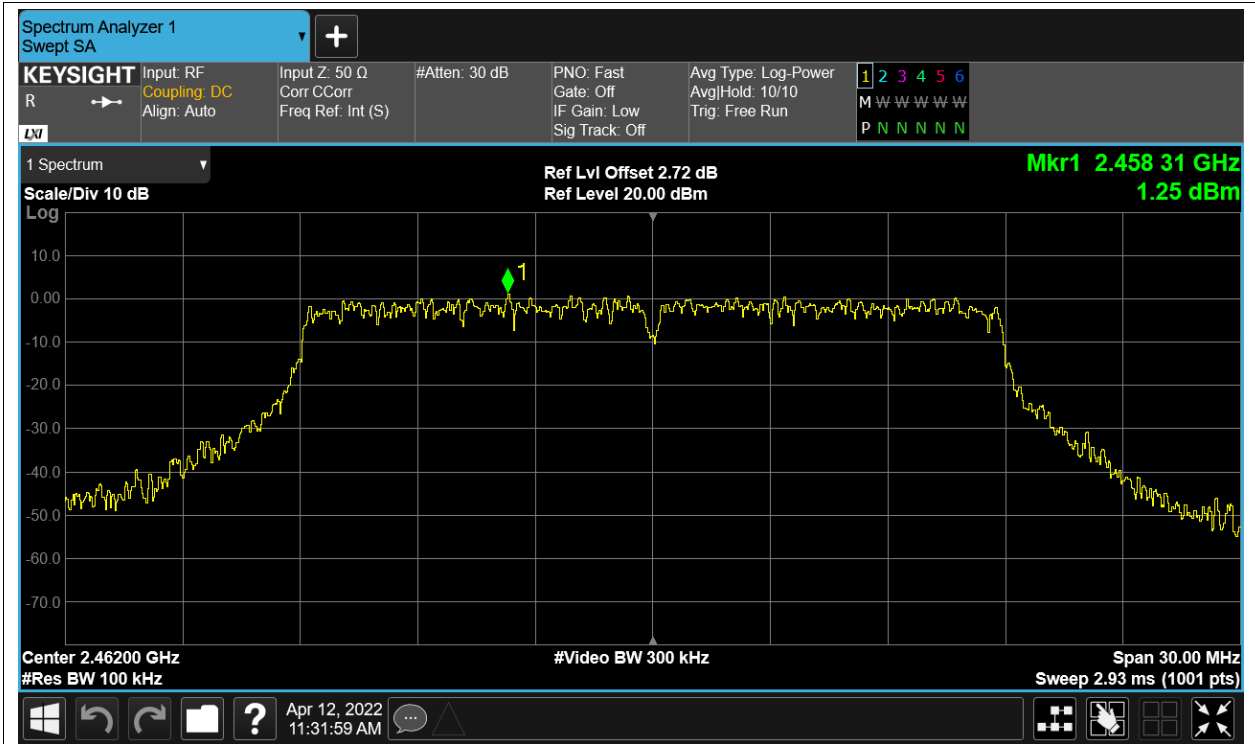 Spectrum Analyzer 1
Swept SA
KEYSIGHT
R
LXI
Input: RF
Coupling: DC
Align: Auto
Input Z: 50 Ω
Corr CCorr
Freq Ref: Int (S)
#Atten: 30 dB
PNO: Fast
Gate: Off
IF Gain: Low
Sig Track: Off
Avg Type: Log-Power
Avg|Hold: 10/10
Trig: Free Run
1 2 3 4 5 6
M W W W W W
P N N N N N
1 Spectrum
Scale/Div 10 dB
Log
Ref Lvl Offset 2.72 dB
Ref Level 20.00 dBm
Mkr1 2.458 31 GHz
1.25 dBm
1
10.0
0.00
-10.0
-20.0
-30.0
-40.0
-50.0
-60.0
-70.0
Center 2.46200 GHz
#Res BW 100 kHz
#Video BW 300 kHz
Span 30.00 MHz
Sweep 2.93 ms (1001 pts)
?
Apr 12, 2022
11:31:59 AM